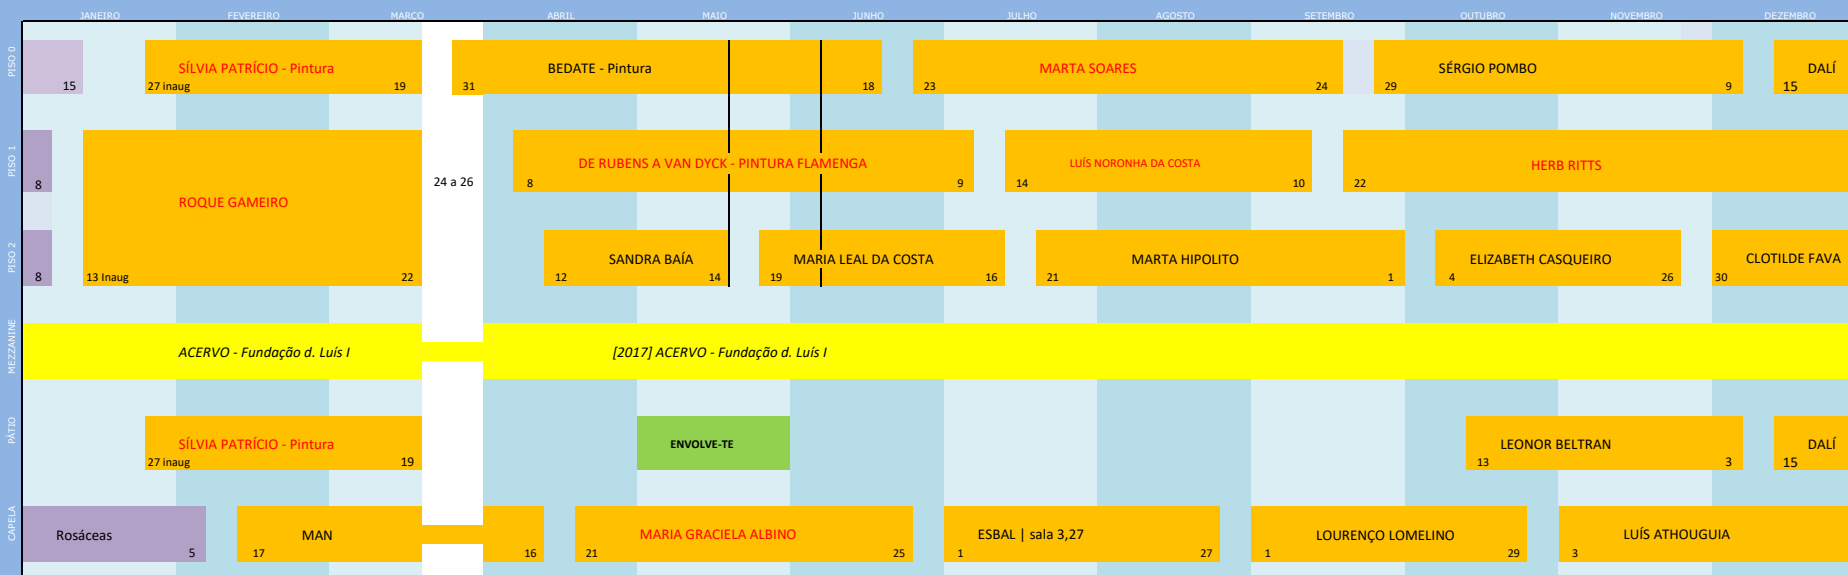 JANEIRO FEVEREIRO MARÇO ABRIL MAIO JUNHO JULHO AGOSTO SETEMBRO OUTUBRO NOVEMBRO DEZEMBRO
PISO 0
SÍLVIA PATRÍCIO - Pintura BEDATE - Pintura MARTA SOARES SÉRGIO POMBO DALÍ
15 27 inaug 19 31 18 23 24 29 9 15
PISO 1
DE RUBENS A VAN DYCK - PINTURA FLAMENGA LUÍS NORONHA DA COSTA HERB RITTS
8 24 a 26 8 9 14 10 22
ROQUE GAMEIRO
PISO 2
SANDRA BAÍA MARIA LEAL DA COSTA MARTA HIPOLITO ELIZABETH CASQUEIRO CLOTILDE FAVA
8 13 Inaug 22 12 14 19 16 21 1 4 26 30
MEZZANINE
ACERVO - Fundação d. Luís I [2017] ACERVO - Fundação d. Luís I
PÁTIO
SÍLVIA PATRÍCIO - Pintura ENVOLVE-TE LEONOR BELTRAN DALÍ
27 inaug 19 13 3 15
CAPELA
Rosáceas MAN MARIA GRACIELA ALBINO ESBAL | sala 3,27 LOURENÇO LOMELINO LUÍS ATHOUGUIA
5 17 16 21 25 1 27 1 29 3